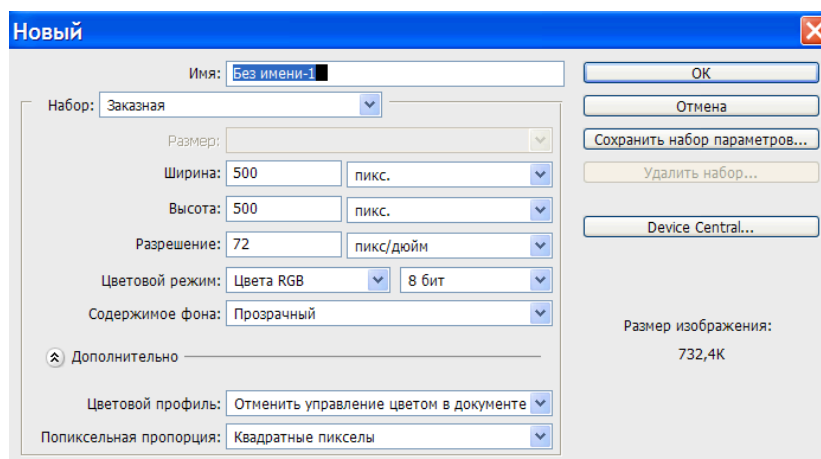 Новый
Имя: Без имени-1
OK
Набор: Заказная
Отмена
Размер:
Сохранить набор параметров...
Ширина: 500 пикс.
Удалить набор...
Высота: 500 пикс.
Device Central...
Разрешение: 72 пикс/дюйм
Цветовой режим: Цвета RGB 8 бит
Содержимое фона: Прозрачный
Размер изображения:
732,4K
Дополнительно
Цветовой профиль: Отменить управление цветом в документе
Попиксельная пропорция: Квадратные пикселы